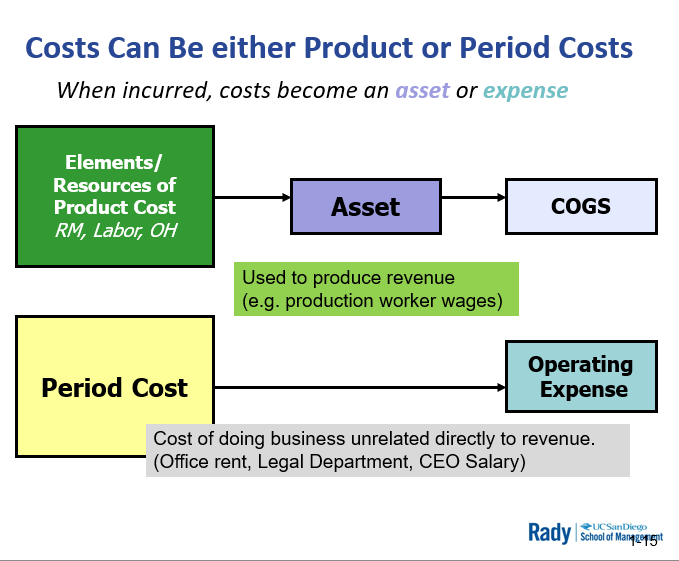 Costs Can Be either Product or Period Costs
When incurred, costs become an asset or expense
Elements/
Resources of
Product Cost
RM, Labor, OH
Asset
COGS
Used to produce revenue
(e.g. production worker wages)
Period Cost
Operating
Expense
Cost of doing business unrelated directly to revenue.
(Office rent, Legal Department, CEO Salary)
Rady
UC San Diego
School of Management
1-15